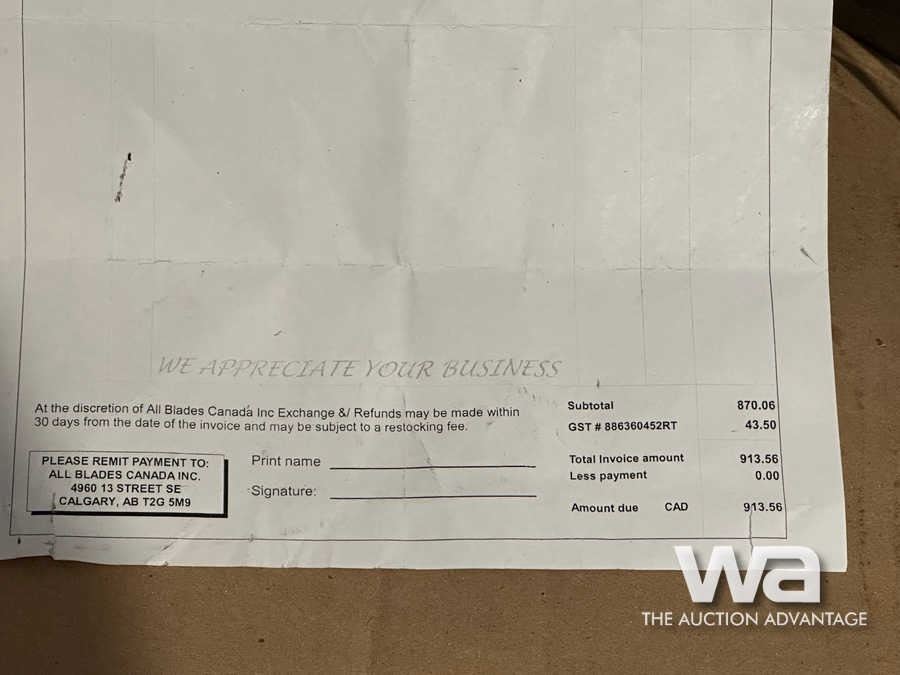 WE APPRECIATE YOUR BUSINESS
At the discretion of All Blades Canada Inc Exchange &/ Refunds may be made within
30 days from the date of the invoice and may be subject to a restocking fee.
Subtotal 870.06
GST # 886360452RT 43.50
PLEASE REMIT PAYMENT TO:
ALL BLADES CANADA INC.
4960 13 STREET SE
CALGARY, AB T2G 5M9
Print name
Signature:
Total Invoice amount 913.56
Less payment 0.00
Amount due CAD 913.56
wa
THE AUCTION ADVANTAGE